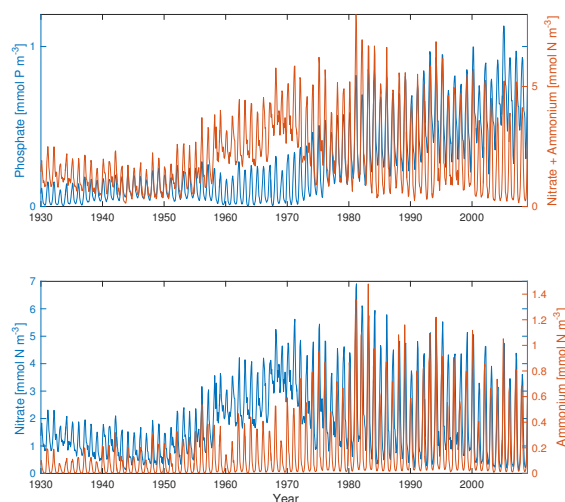 Phosphate [mmol P m-3]
1
0
Nitrate + Ammonium [mmol N m-3]
5
0
1930 1940 1950 1960 1970 1980 1990 2000
Nitrate [mmol N m-3]
7
6
5
4
3
2
1
0
Ammonium [mmol N m-3]
1.4
1.2
1
0.8
0.6
0.4
0.2
0
1930 1940 1950 1960 1970 1980 1990 2000
Year